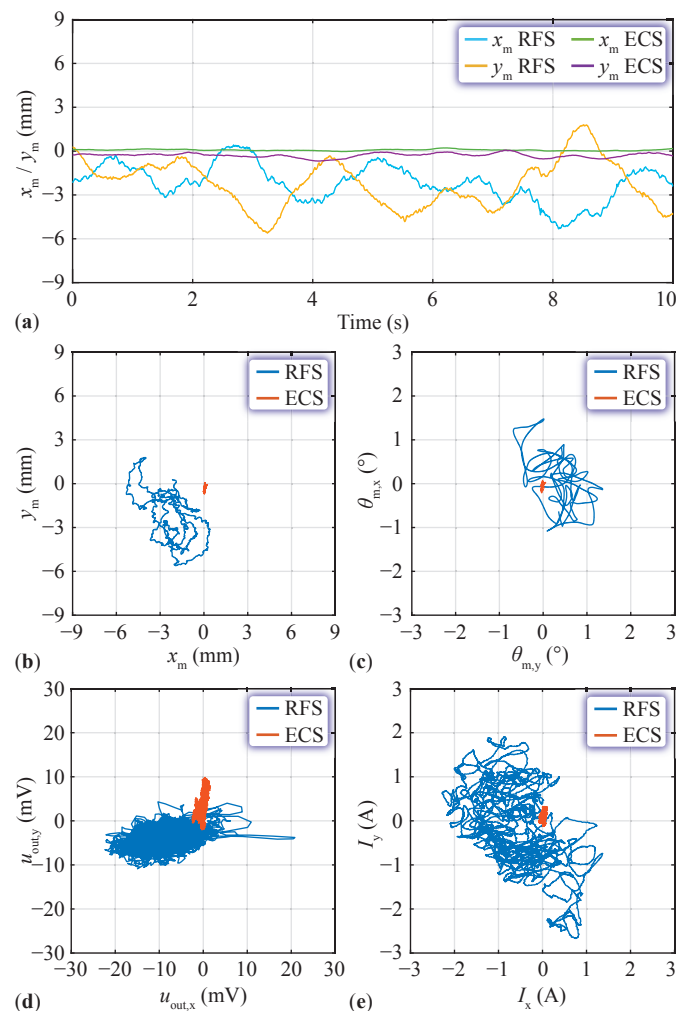 9
6
3
0
−3
−6
−9
x_m / y_m (mm)
x_m RFS
x_m ECS
y_m RFS
y_m ECS
0 2 4 6 8 10
Time (s)
(a)
9
6
3
0
−3
−6
−9
y_m (mm)
RFS
ECS
−9 −6 −3 0 3 6 9
x_m (mm)
(b)
3
2
1
0
−1
−2
−3
θ_m,x (°)
RFS
ECS
−3 −2 −1 0 1 2 3
θ_m,y (°)
(c)
30
20
10
0
−10
−20
−30
u_out,y (mV)
RFS
ECS
−30 −20 −10 0 10 20 30
u_out,x (mV)
(d)
3
2
1
0
−1
−2
−3
I_y (A)
RFS
ECS
−3 −2 −1 0 1 2 3
I_x (A)
(e)